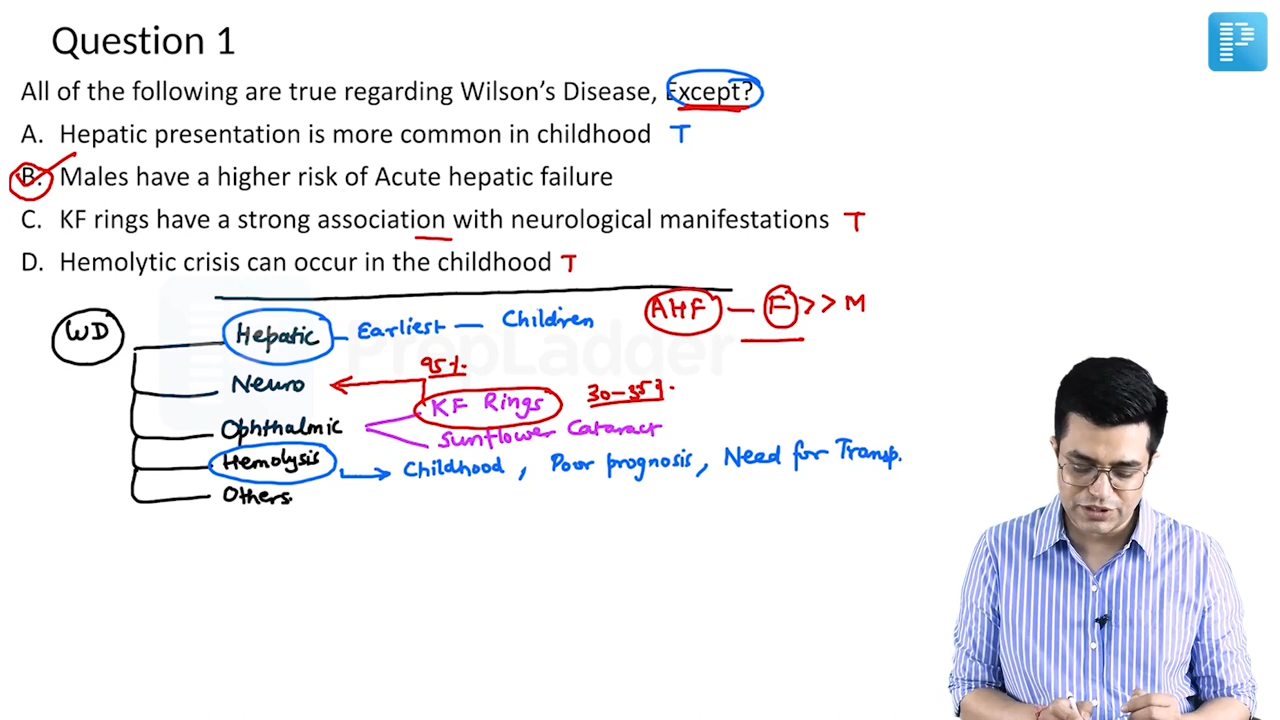 Question 1
All of the following are true regarding Wilson's Disease, Except?
A. Hepatic presentation is more common in childhood T
B. Males have a higher risk of Acute hepatic failure
C. KF rings have a strong association with neurological manifestations T
D. Hemolytic crisis can occur in the childhood T
AHF — F >> M
WD
Hepatic — Earliest — Children
PrepLadder
95%
Neuro
KF Rings 30-35%
Ophthalmic
Sunflower Cataract
Hemolysis → Childhood, Poor prognosis, Need for Transp.
Others.